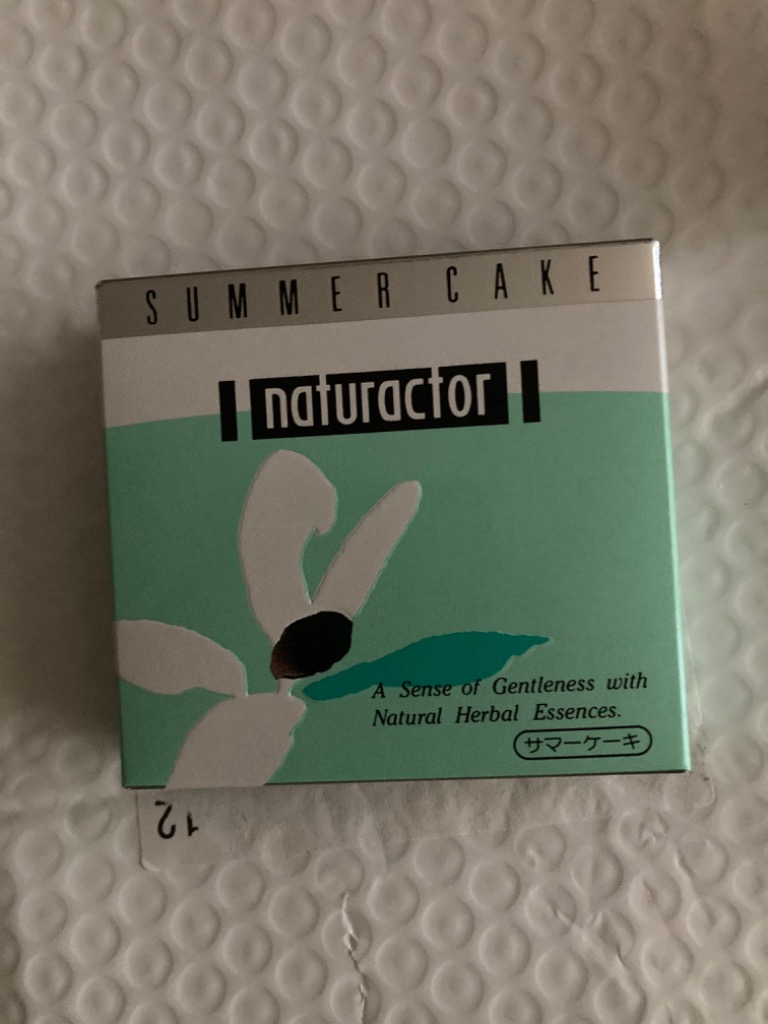 SUMMER CAKE
naturactor
A Sense of Gentleness with
Natural Herbal Essences.
サマーケーキ
12